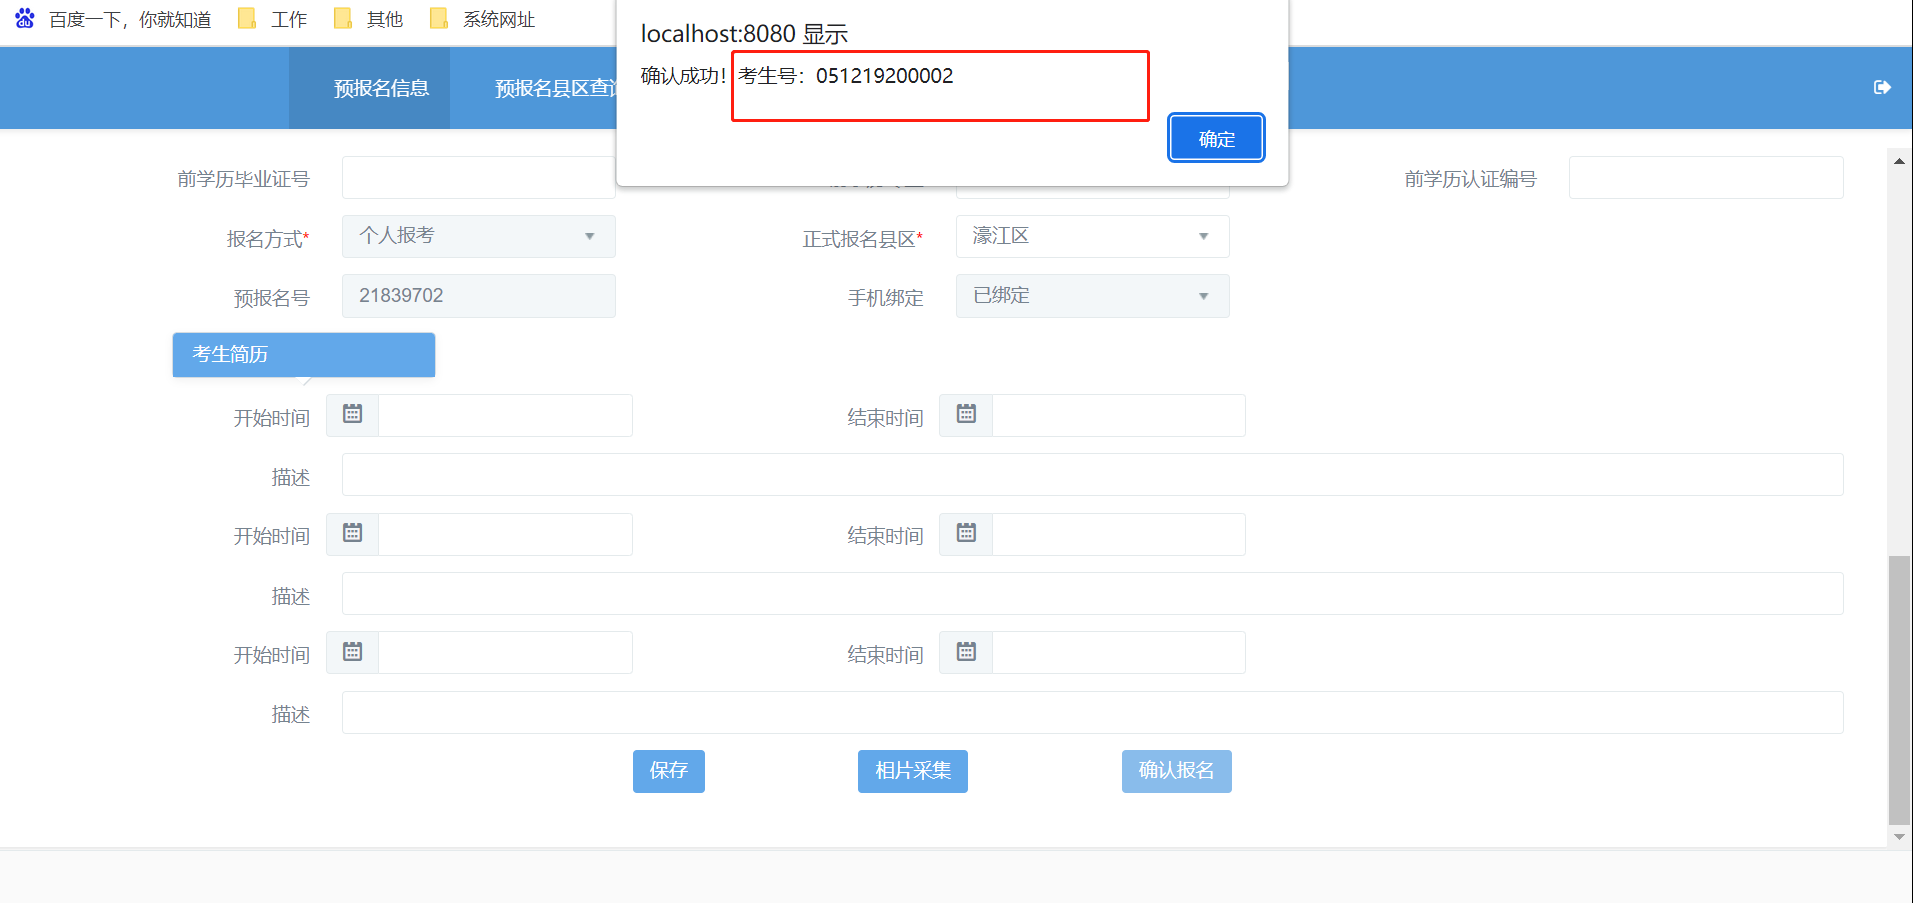 百度一下，你就知道 工作 其他 系统网址
localhost:8080 显示
确认成功！考生号：051219200002
确定
预报名信息 预报名县区查
前学历毕业证号 前学历认证编号
报名方式* 个人报考 正式报名县区* 濠江区
预报名号 21839702 手机绑定 已绑定
考生简历
开始时间 结束时间
描述
开始时间 结束时间
描述
开始时间 结束时间
描述
保存 相片采集 确认报名